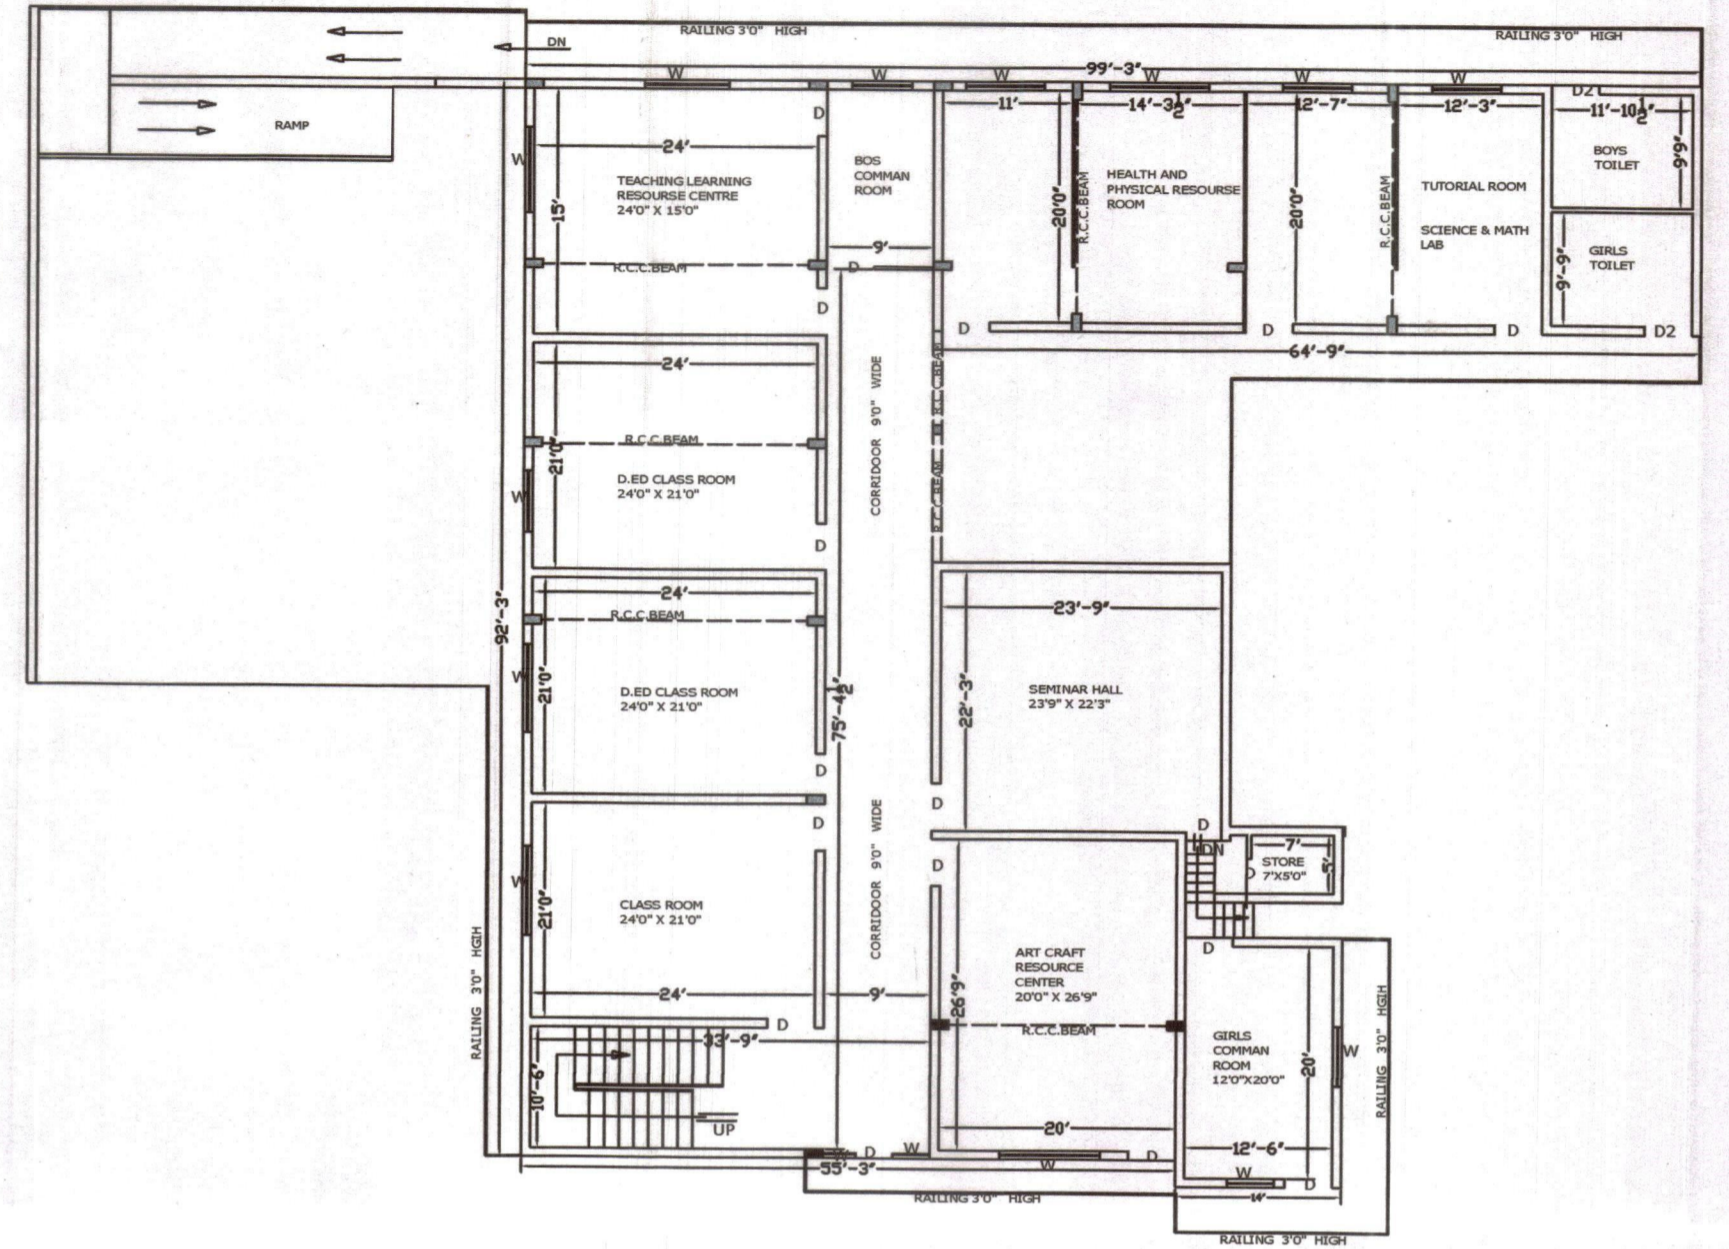 RAILING 3'0" HIGH
RAILING 3'0" HIGH
DN
99'-3"
W
W
W
W
W
W
RAMP
D
24'
TEACHING LEARNING
RESOURSE CENTRE
24'0" X 15'0"
15'
W
R.C.C.BEAM
D
BOS
COMMAN
ROOM
9'
D
11'
14'-3½"
12'-7"
12'-3"
D2
11'-10½"
20'0"
R.C.C.BEAM
HEALTH AND
PHYSICAL RESOURSE
ROOM
20'0"
R.C.C.BEAM
TUTORIAL ROOM
SCIENCE & MATH
LAB
BOYS
TOILET
9'9"
GIRLS
TOILET
9'-9"
D
D
D
D2
64'-9"
24'
R.C.C.BEAM
21'0"
W
D.ED CLASS ROOM
24'0" X 21'0"
D
CORRIDOOR 9'0" WIDE
R.C.C.BEAM
R.C.C.BEAM
92'-3"
24'
R.C.C.BEAM
W
21'0"
D.ED CLASS ROOM
24'0" X 21'0"
D
75'-4½"
23'-9"
22'-3"
SEMINAR HALL
23'9" X 22'3"
D
D
D
W
21'0"
CLASS ROOM
24'0" X 21'0"
24'
CORRIDOOR 9'0" WIDE
9'
D
DN
7'
STORE
7'X5'0"
5'
D
RAILING 3'0" HGIH
D
33'-9"
10'-6"
UP
26'9"
ART CRAFT
RESOURCE
CENTER
20'0" X 26'9"
R.C.C.BEAM
20'
D
GIRLS
COMMAN
ROOM
12'0"X20'0"
20'
W
RAILING 3'0" HGIH
12'-6"
W
D
W
W
D
W
D
55'-3"
14'
RAILING 3'0" HIGH
RAILING 3'0" HIGH